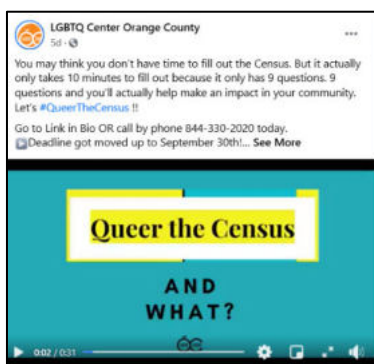 LGBTQ Center Orange County
5d ·
You may think you don't have time to fill out the Census. But it actually
only takes 10 minutes to fill out because it only has 9 questions. 9
questions and you'll actually help make an impact in your community.
Let's #QueerTheCensus !!
Go to Link in Bio OR call by phone 844-330-2020 today.
▶Deadline got moved up to September 30th!... See More
Queer the Census
AND
WHAT?
0:02 / 0:31